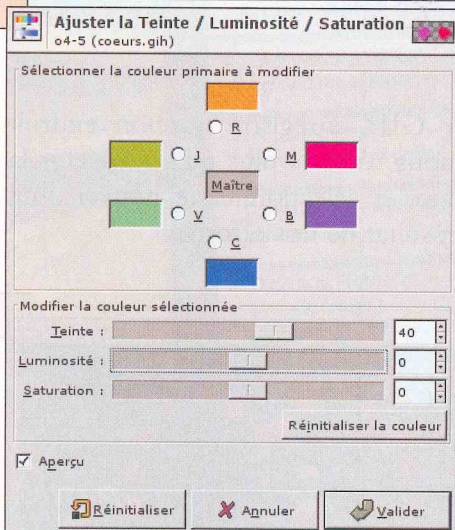 Ajuster la Teinte / Luminosité / Saturation
o4-5 (coeurs.gih)
Sélectionner la couleur primaire à modifier
R
J
M
Maître
V
B
C
Modifier la couleur sélectionnée
Teinte : 40
Luminosité : 0
Saturation : 0
Réinitialiser la couleur
Aperçu
Réinitialiser Annuler Valider